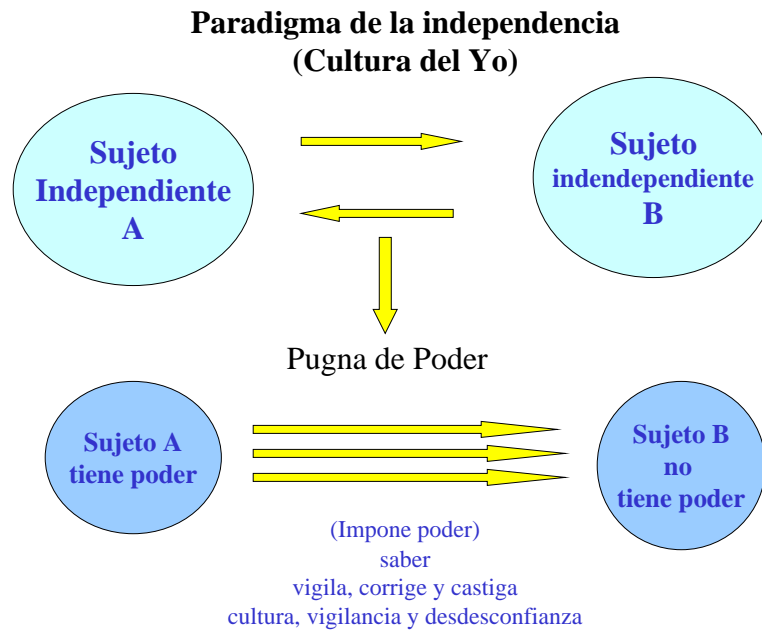 Paradigma de la independencia
(Cultura del Yo)
Sujeto
Independiente
A
Sujeto
indendependiente
B
Pugna de Poder
Sujeto A
tiene poder
Sujeto B
no
tiene poder
(Impone poder)
saber
vigila, corrige y castiga
cultura, vigilancia y desdesconfianza